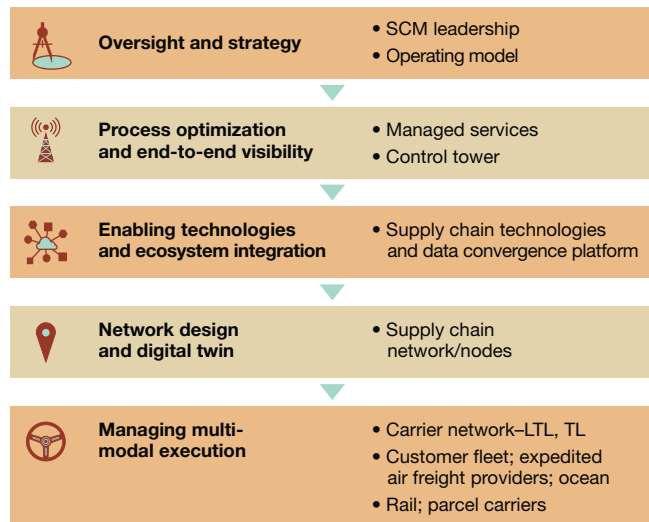 Oversight and strategy
• SCM leadership
• Operating model
Process optimization
and end-to-end visibility
• Managed services
• Control tower
Enabling technologies
and ecosystem integration
• Supply chain technologies
and data convergence platform
Network design
and digital twin
• Supply chain
network/nodes
Managing multi-
modal execution
• Carrier network–LTL, TL
• Customer fleet; expedited
air freight providers; ocean
• Rail; parcel carriers